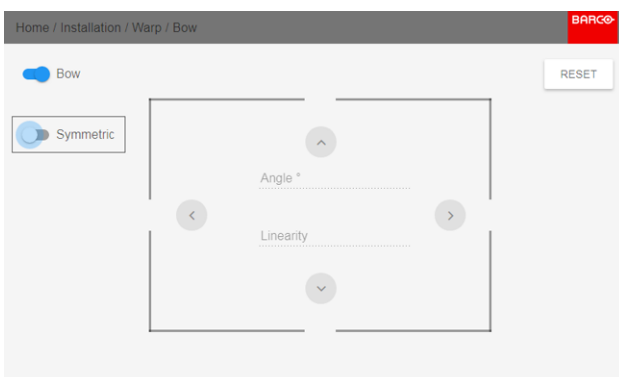 Home / Installation / Warp / Bow
BARCO
Bow
RESET
Symmetric
Angle *
Linearity